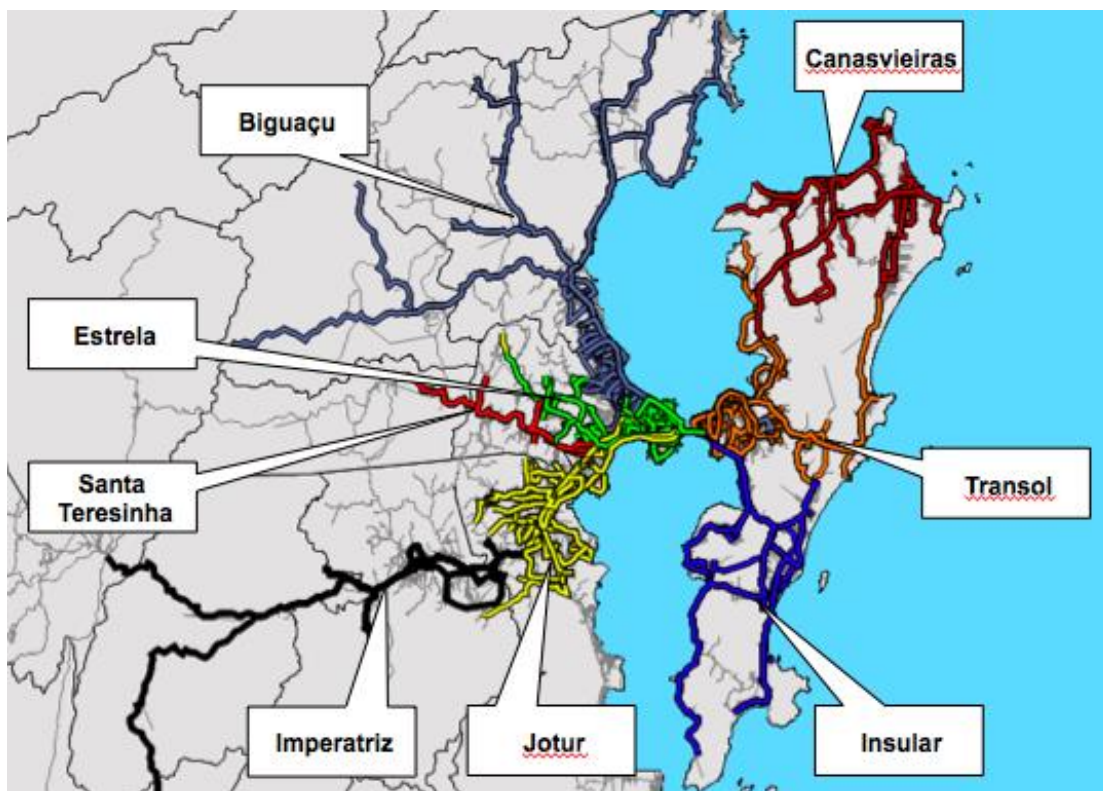 Canasvieiras
Biguaçu
Estrela
Santa
Teresinha
Transol
Imperatriz
Jotur
Insular